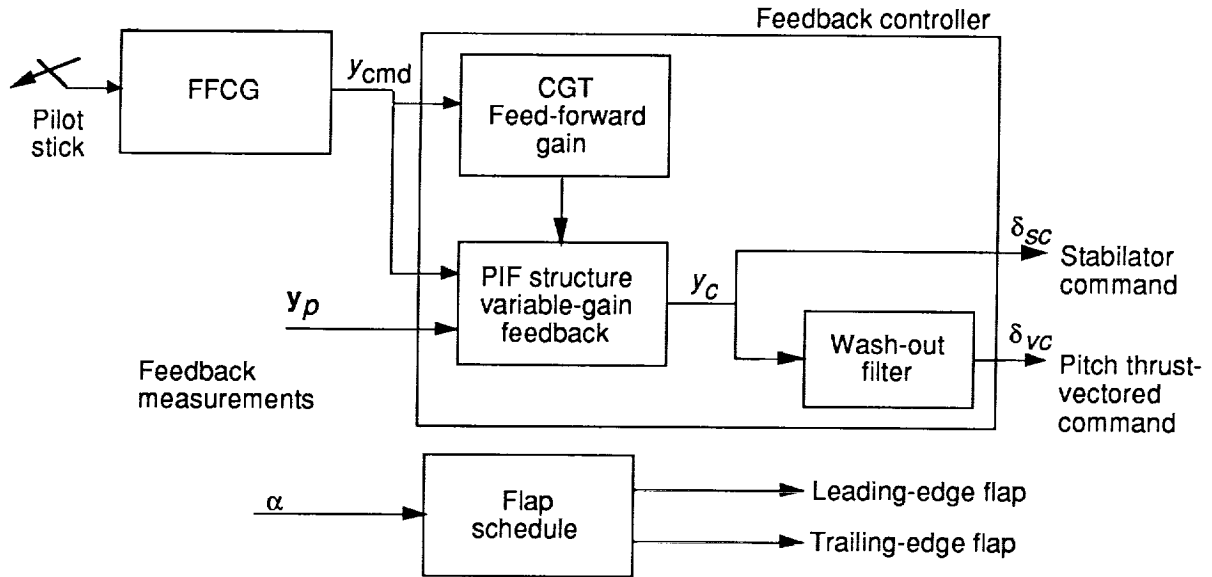 Feedback controller
Pilot
stick
FFCG
y_cmd
CGT
Feed-forward
gain
y_p
Feedback
measurements
PIF structure
variable-gain
feedback
y_c
Wash-out
filter
δ_sc
Stabilator
command
δ_vc
Pitch thrust-
vectored
command
α
Flap
schedule
Leading-edge flap
Trailing-edge flap